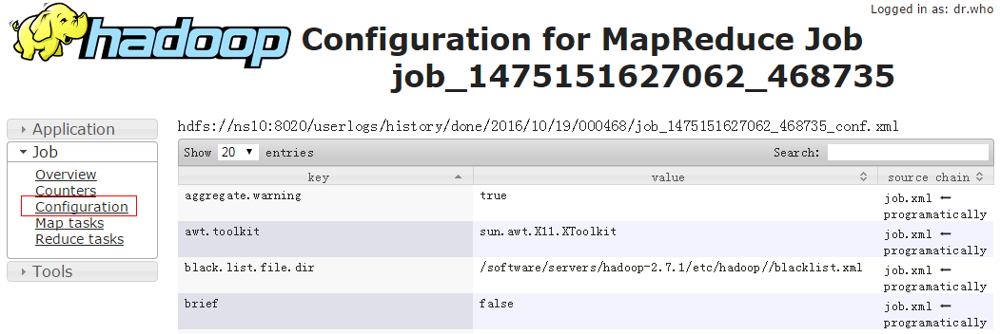 Logged in as: dr.who
hadoop
Configuration for MapReduce Job
job_1475151627062_468735
Application
Job
Overview
Counters
Configuration
Map tasks
Reduce tasks
Tools
hdfs://ns10:8020/userlogs/history/done/2016/10/19/000468/job_1475151627062_468735_conf.xml
Show 20 entries Search:
key value source chain
aggregate.warning true job.xml ←
programatically
awt.toolkit sun.awt.X11.XToolkit job.xml ←
programatically
black.list.file.dir /software/servers/hadoop-2.7.1/etc/hadoop//blacklist.xml job.xml ←
programatically
brief false job.xml ←
programatically